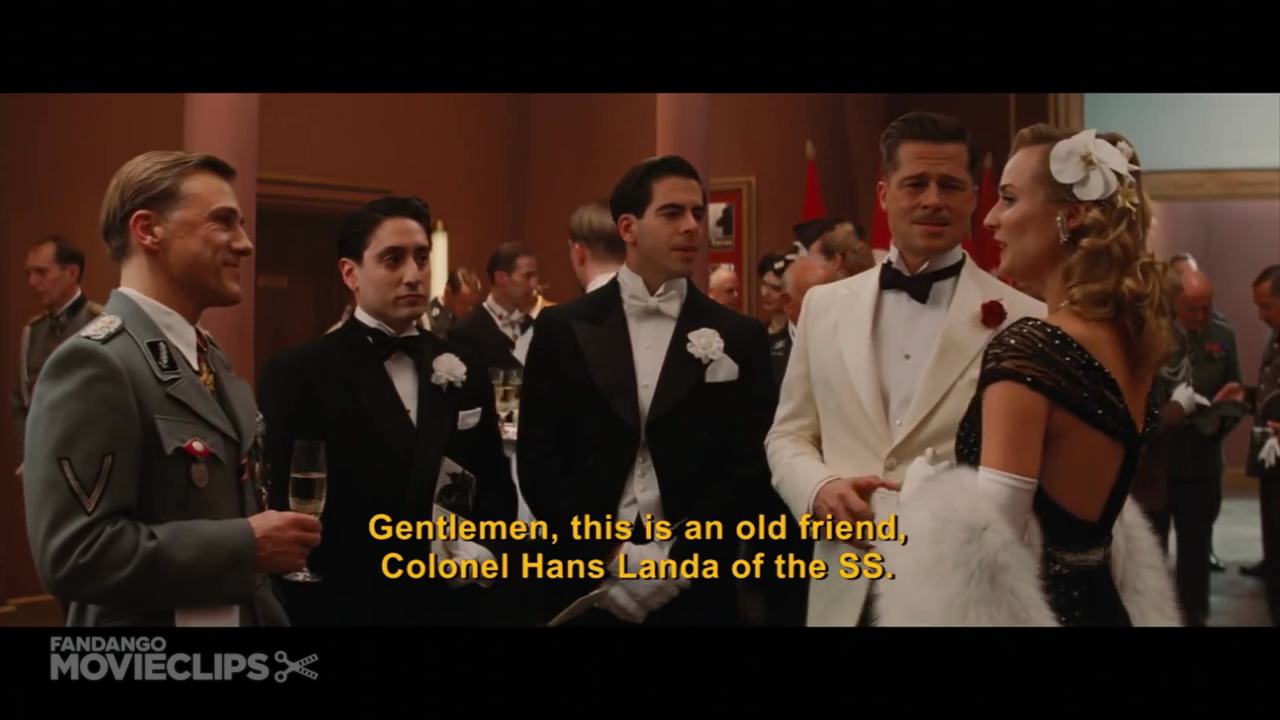 Gentlemen, this is an old friend,
Colonel Hans Landa of the SS.
FANDANGO
MOVIECLIPS